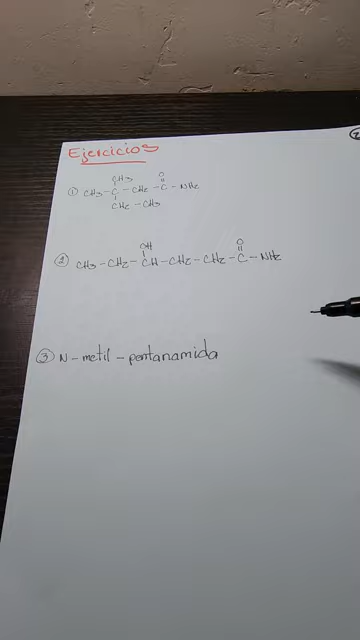 Ejercicios
CH3 O
① CH3 - C - CH2 - C - NH2
CH2 - CH3
OH O
② CH3 - CH2 - CH - CH2 - CH2 - C - NH2
③ N - metil - pentanamida